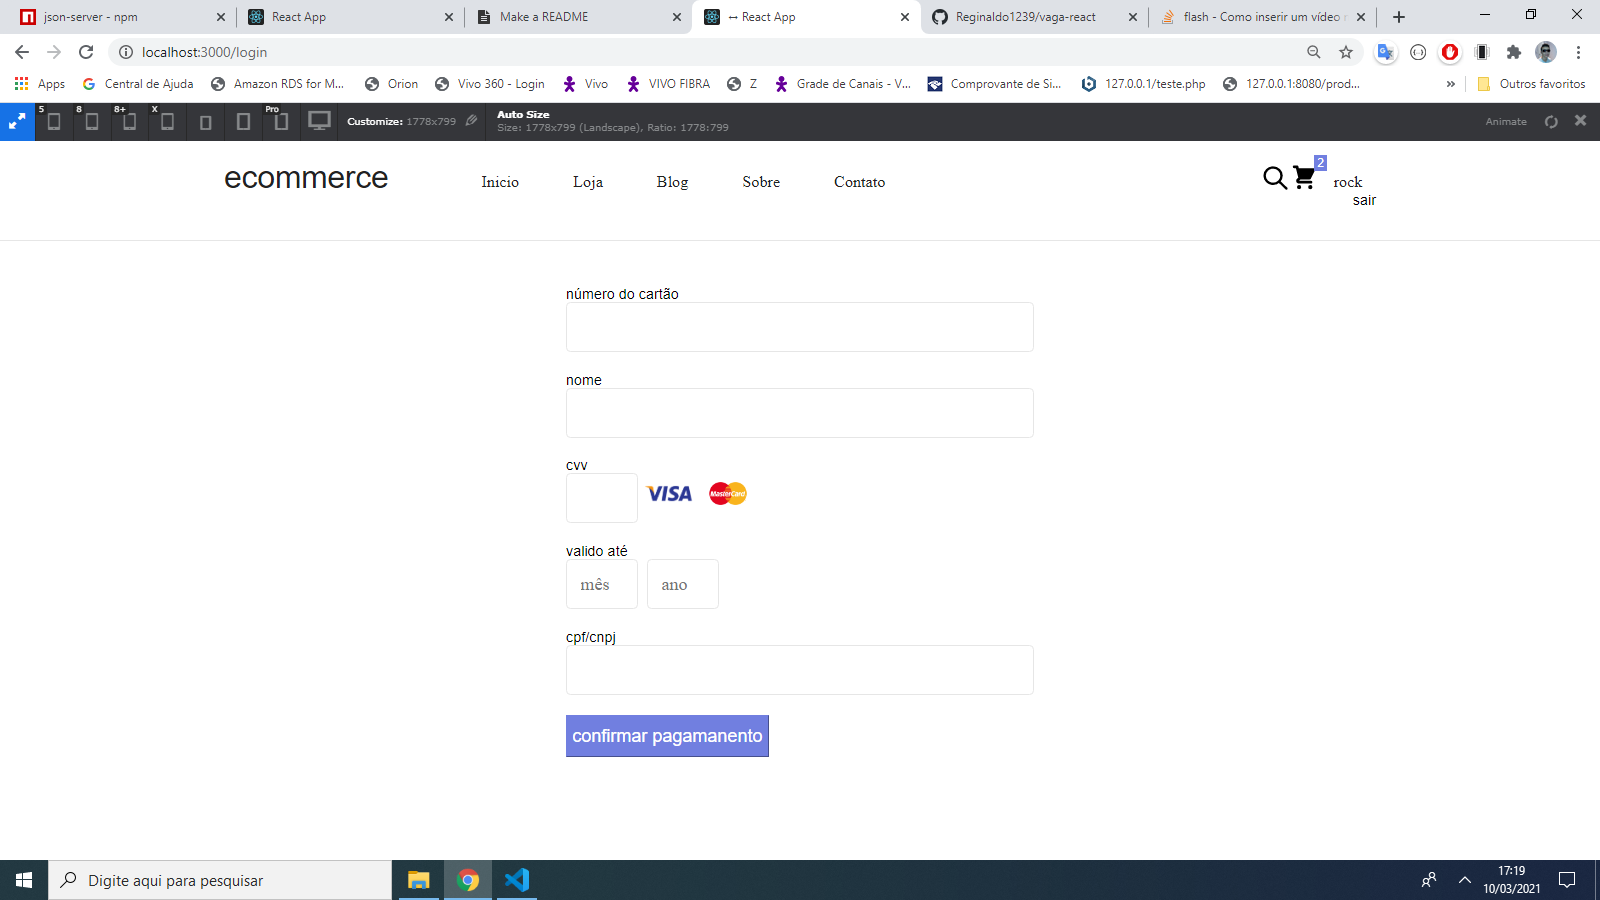 json-server - npm
React App
Make a README
↔ React App
Reginaldo1239/vaga-react
flash - Como inserir um vídeo n
localhost:3000/login
Apps
Central de Ajuda
Amazon RDS for M...
Orion
Vivo 360 - Login
Vivo
VIVO FIBRA
Z
Grade de Canais - V...
Comprovante de Si...
127.0.0.1/teste.php
127.0.0.1:8080/prod...
»
Outros favoritos
5
8
8+
X
Pro
Customize: 1778x799
Auto Size
Size: 1778x799 (Landscape), Ratio: 1778:799
Animate
ecommerce
Inicio
Loja
Blog
Sobre
Contato
2
rock
sair
número do cartão
nome
cvv
VISA
MasterCard
valido até
mês
ano
cpf/cnpj
confirmar pagamanento
Digite aqui para pesquisar
17:19
10/03/2021